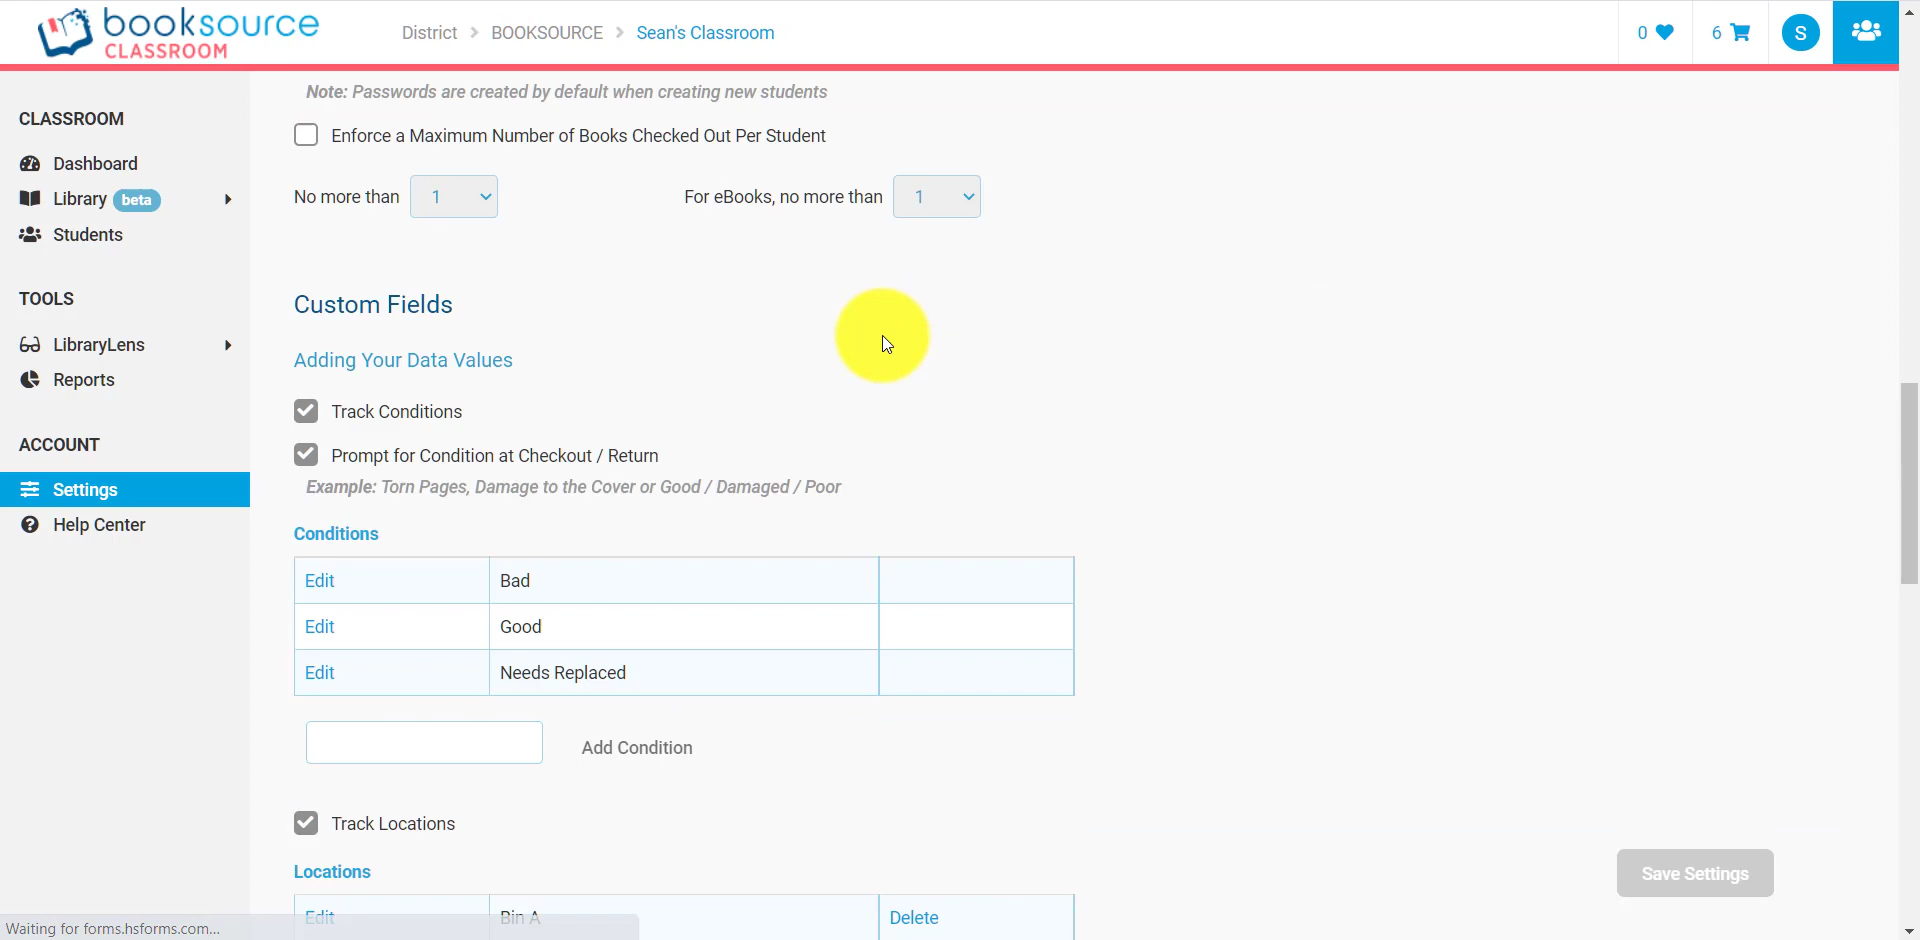 booksource
CLASSROOM
District > BOOKSOURCE > Sean's Classroom
0
6
S
CLASSROOM
Dashboard
Library beta
Students
TOOLS
LibraryLens
Reports
ACCOUNT
Settings
Help Center
Note: Passwords are created by default when creating new students
Enforce a Maximum Number of Books Checked Out Per Student
No more than 1 For eBooks, no more than 1
Custom Fields
Adding Your Data Values
Track Conditions
Prompt for Condition at Checkout / Return
Example: Torn Pages, Damage to the Cover or Good / Damaged / Poor
Conditions
Edit Bad
Edit Good
Edit Needs Replaced
Add Condition
Track Locations
Locations
Edit Bin A Delete
Save Settings
Waiting for forms.hsforms.com...